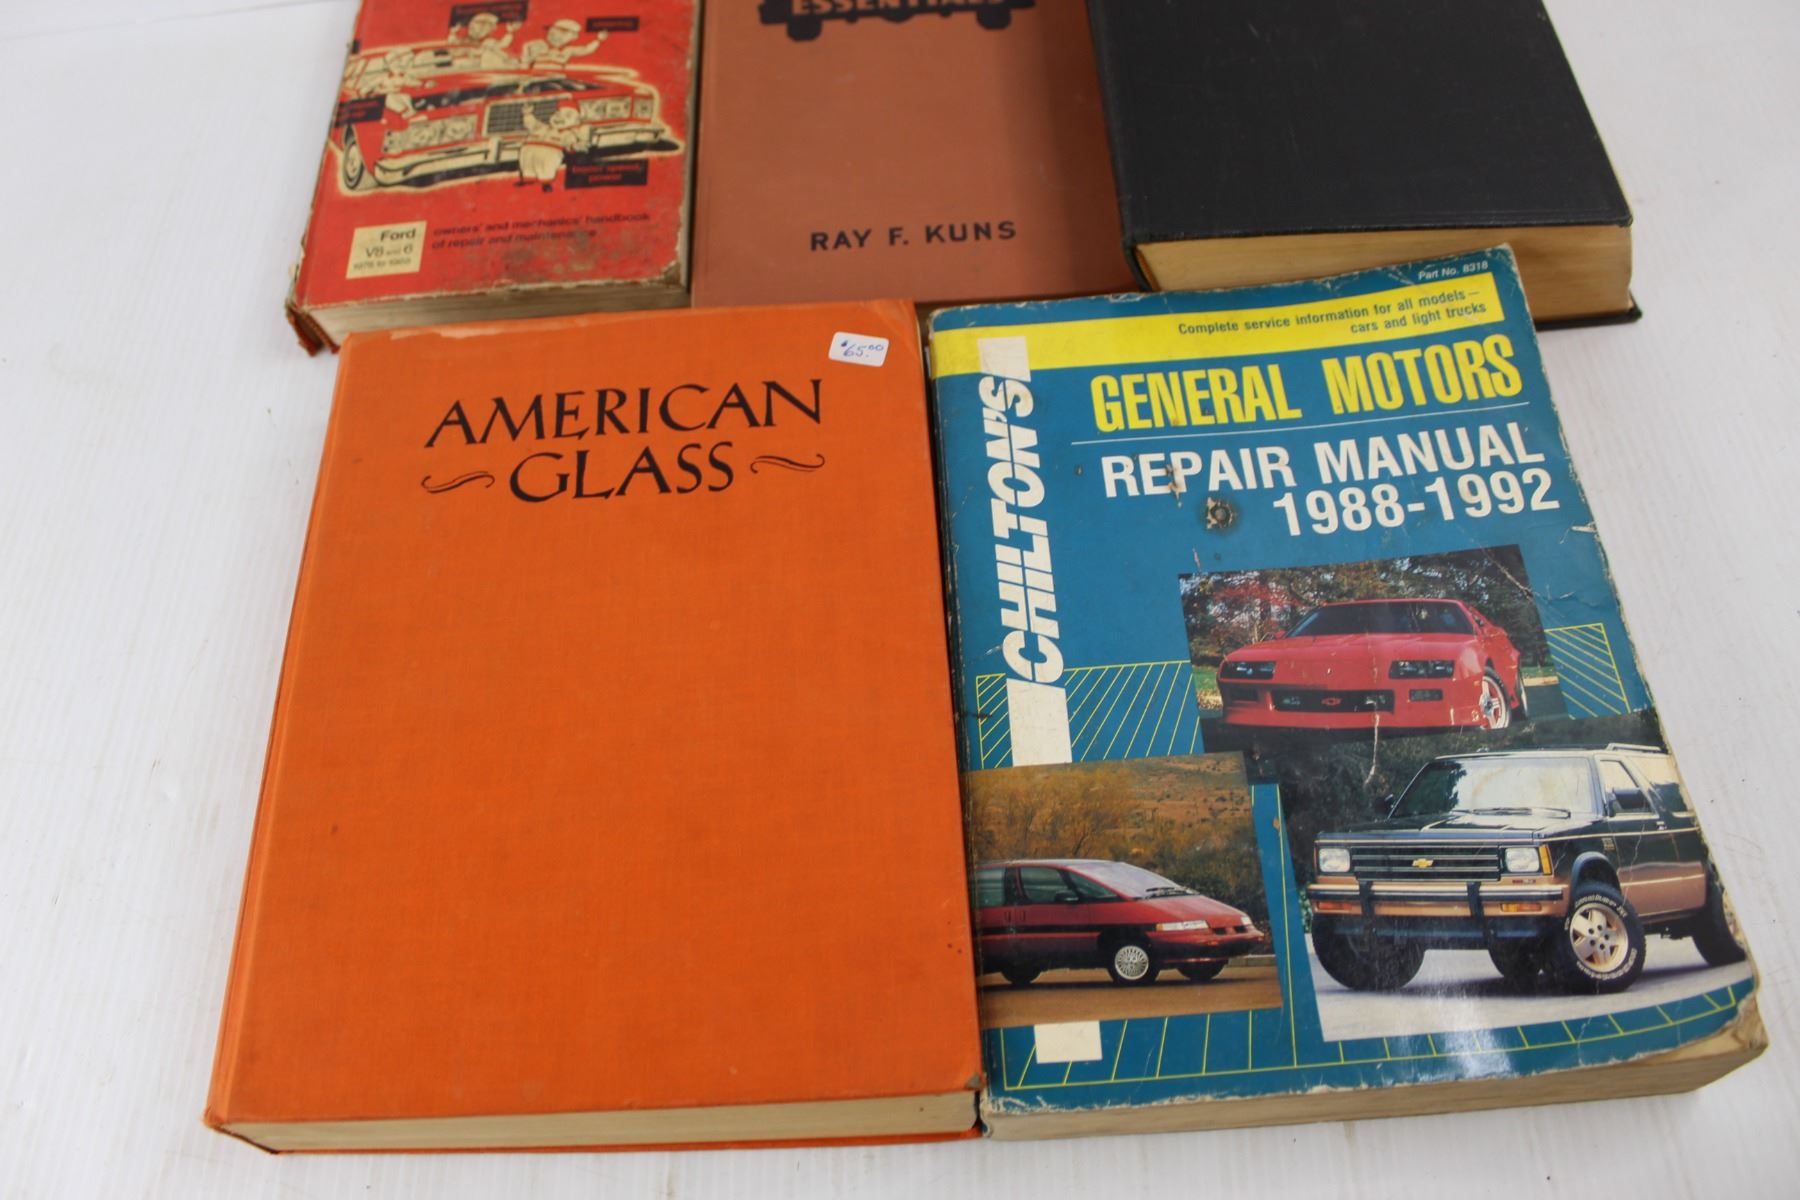 ESSENTIALS
power
Ford
V8 and 6
owners' and mechanics' handbook
of repair and maintenance
RAY F. KUNS
$65.00
AMERICAN
GLASS
Part No. 8318
Complete service information for all models—
cars and light trucks
CHILTON'S
GENERAL MOTORS
REPAIR MANUAL
1988-1992